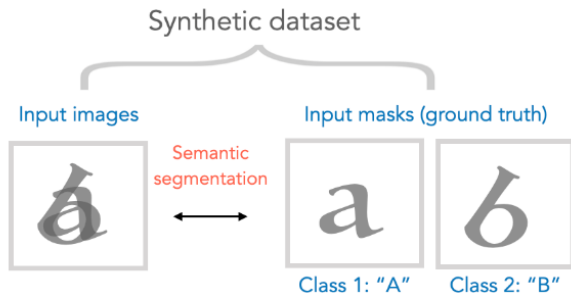 Synthetic dataset
Input images
Input masks (ground truth)
Semantic
segmentation
a
b
a
b
Class 1: “A”
Class 2: “B”